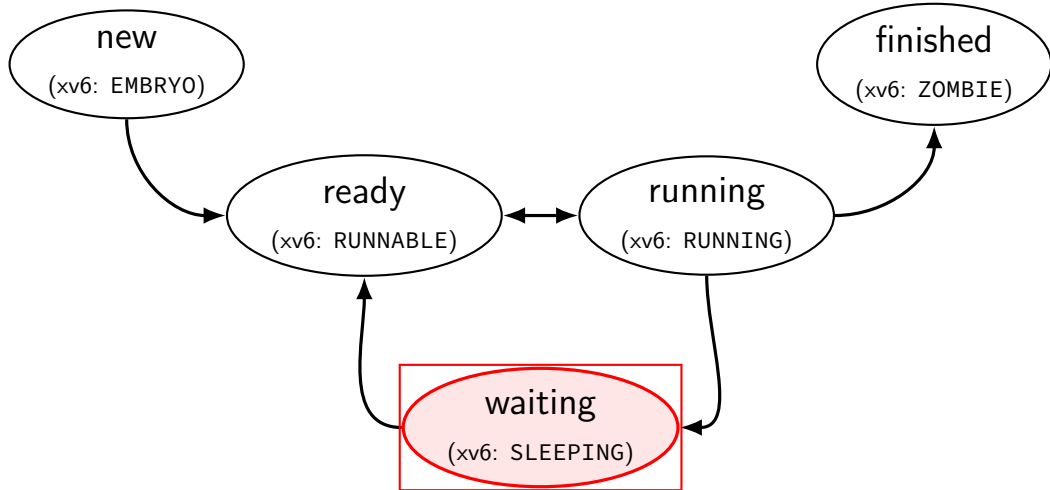 new
(xv6: EMBRYO)
finished
(xv6: ZOMBIE)
ready
(xv6: RUNNABLE)
running
(xv6: RUNNING)
waiting
(xv6: SLEEPING)